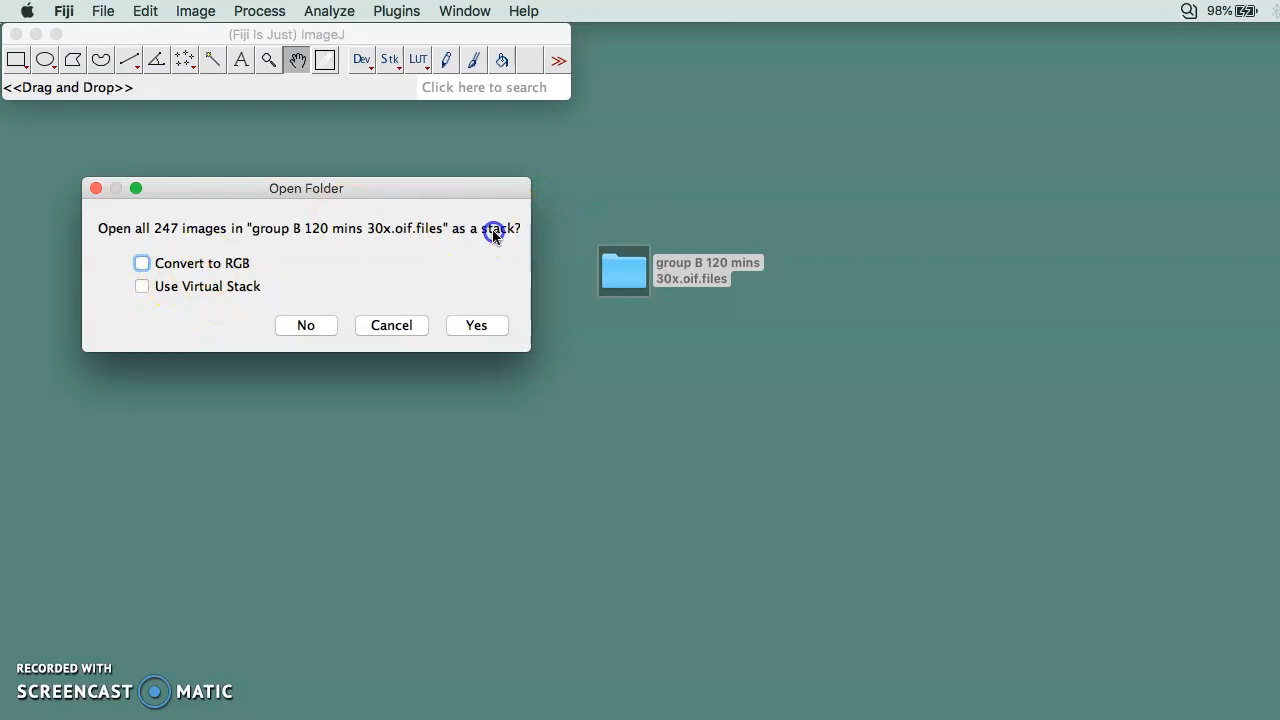 Fiji File Edit Image Process Analyze Plugins Window Help 98%
(Fiji Is Just) ImageJ
A Dev Stk LUT >>
<<Drag and Drop>> Click here to search
Open Folder
Open all 247 images in "group B 120 mins 30x.oif.files" as a stack?
Convert to RGB
Use Virtual Stack
No Cancel Yes
group B 120 mins
30x.oif.files
RECORDED WITH
SCREENCAST MATIC